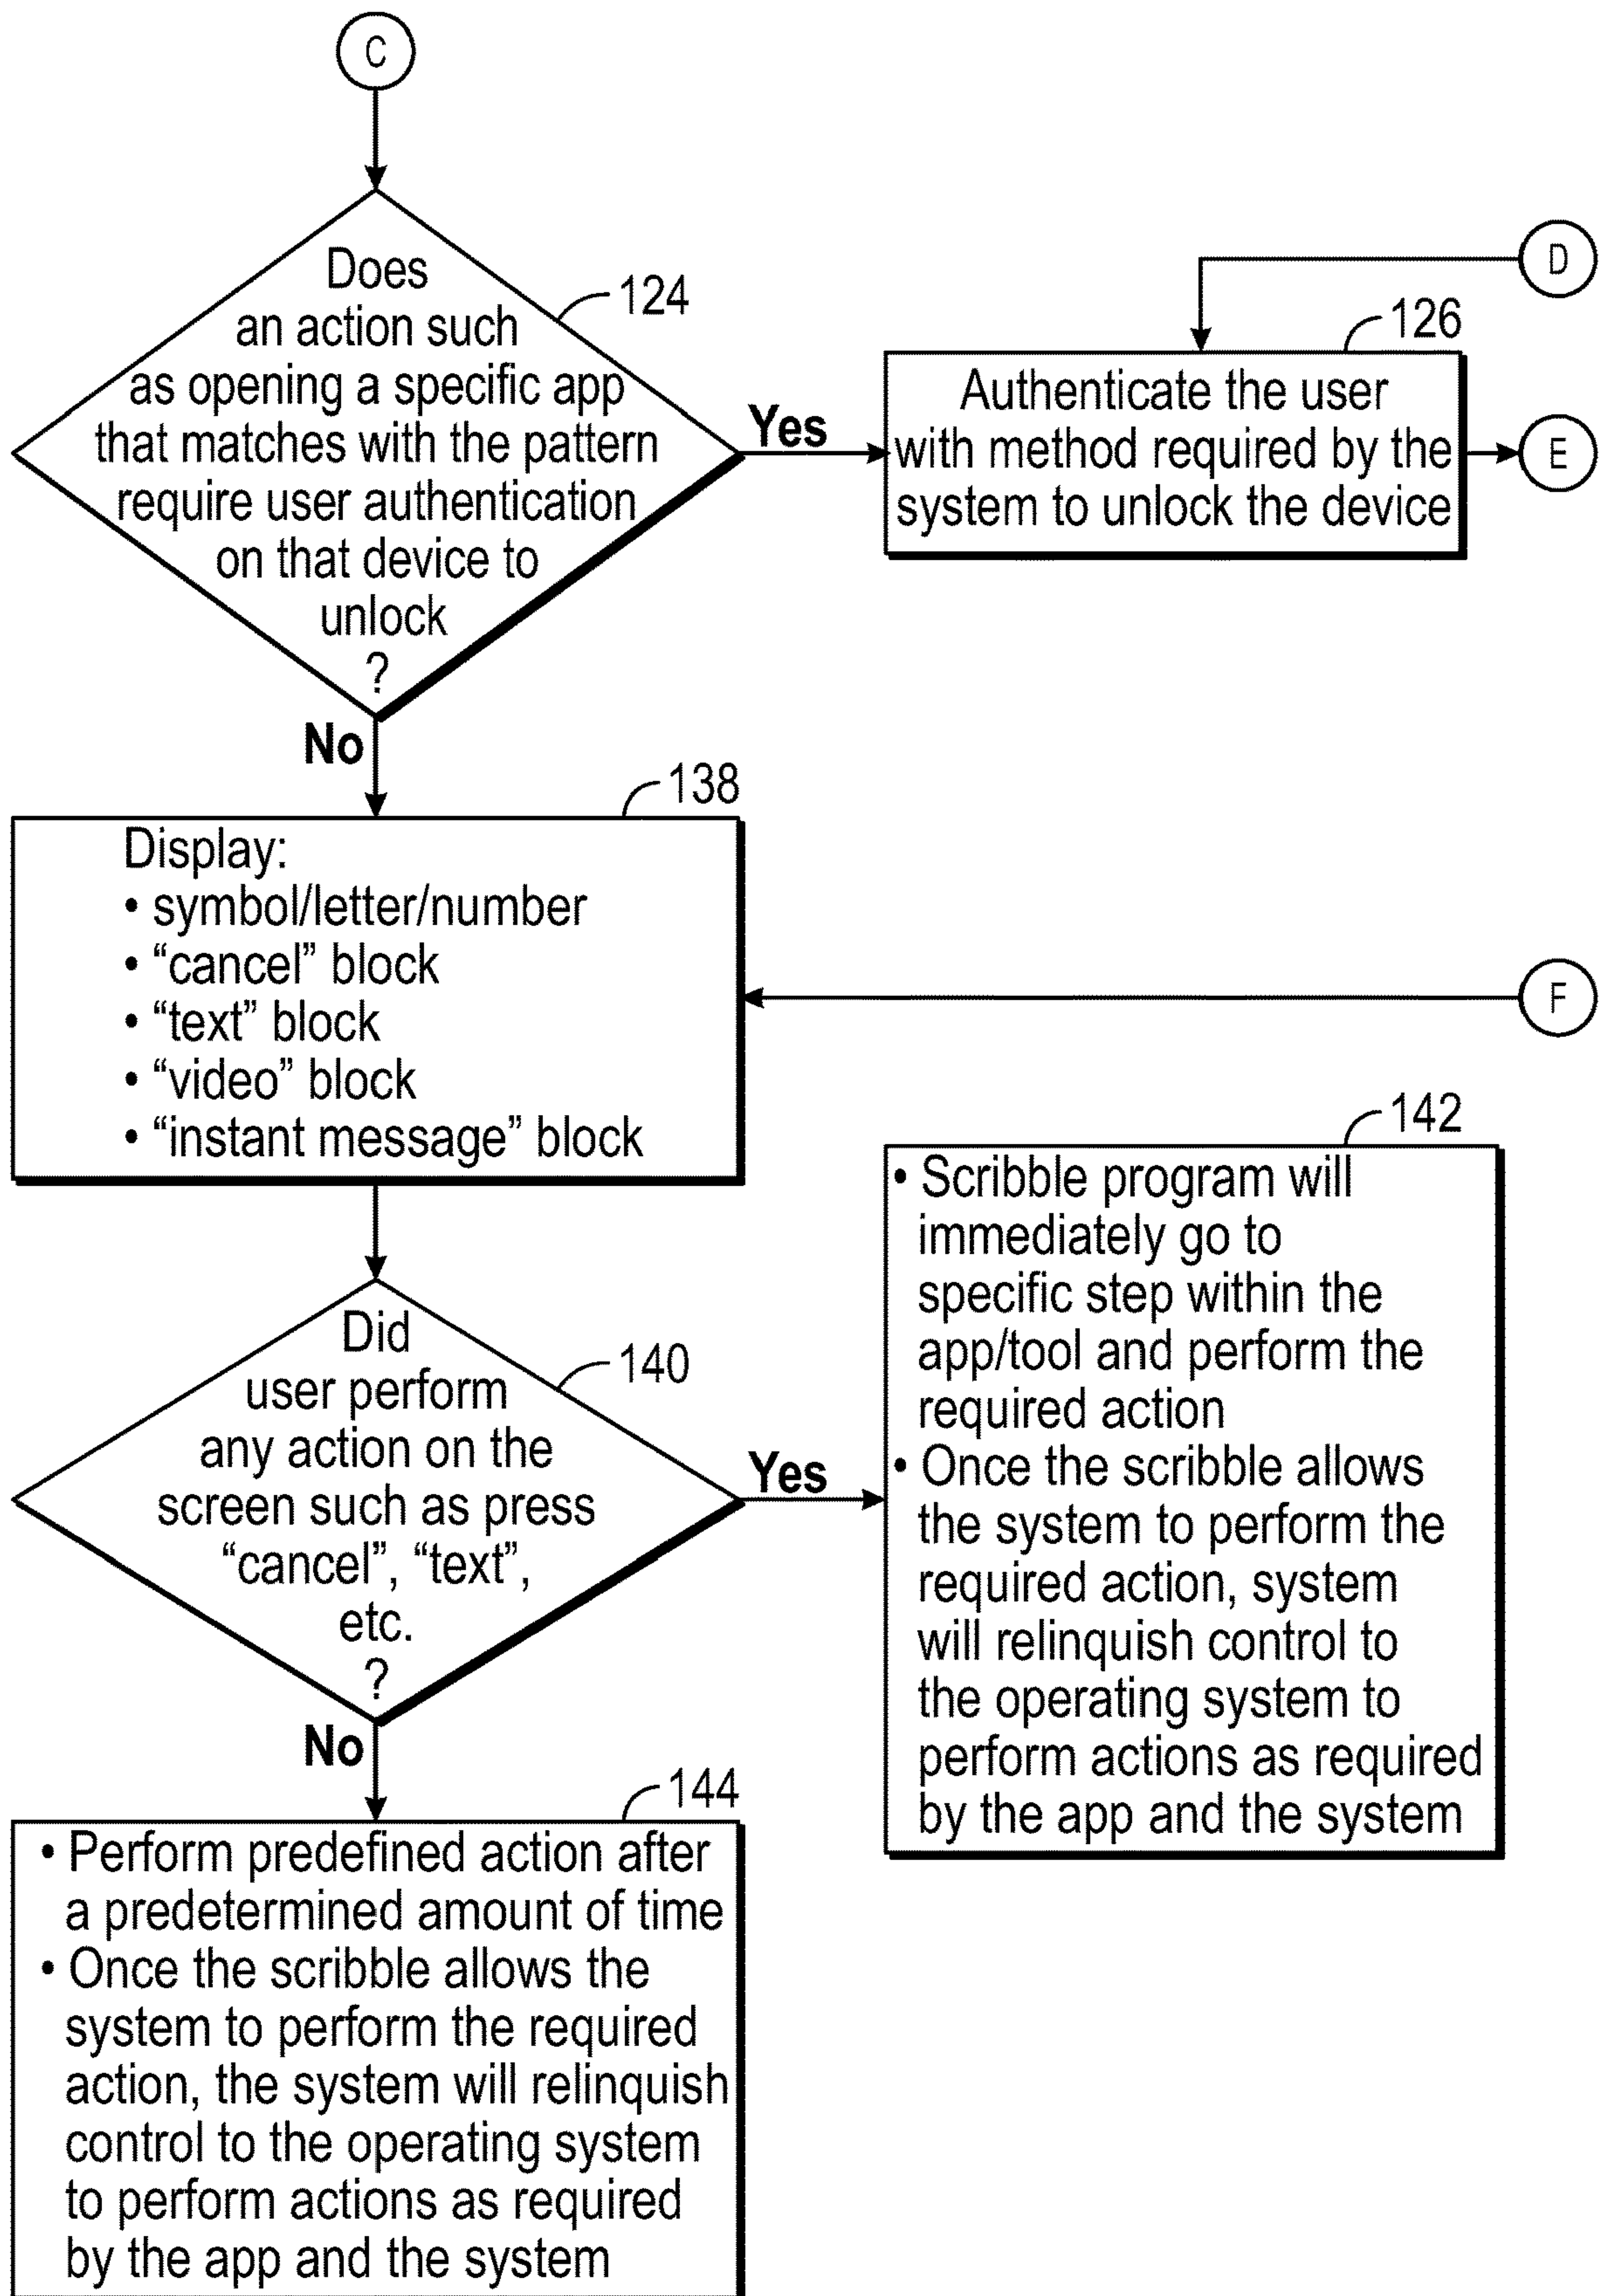 C
Does
an action such
as opening a specific app
that matches with the pattern
require user authentication
on that device to
unlock
?
124
Yes
No
D
126
Authenticate the user
with method required by the
system to unlock the device
E
138
Display:
• symbol/letter/number
• “cancel” block
• “text” block
• “video” block
• “instant message” block
F
Did
user perform
any action on the
screen such as press
“cancel”, “text”,
etc.
?
140
Yes
No
142
• Scribble program will
immediately go to
specific step within the
app/tool and perform the
required action
• Once the scribble allows
the system to perform the
required action, system
will relinquish control to
the operating system to
perform actions as required
by the app and the system
144
• Perform predefined action after
a predetermined amount of time
• Once the scribble allows the
system to perform the required
action, the system will relinquish
control to the operating system
to perform actions as required
by the app and the system